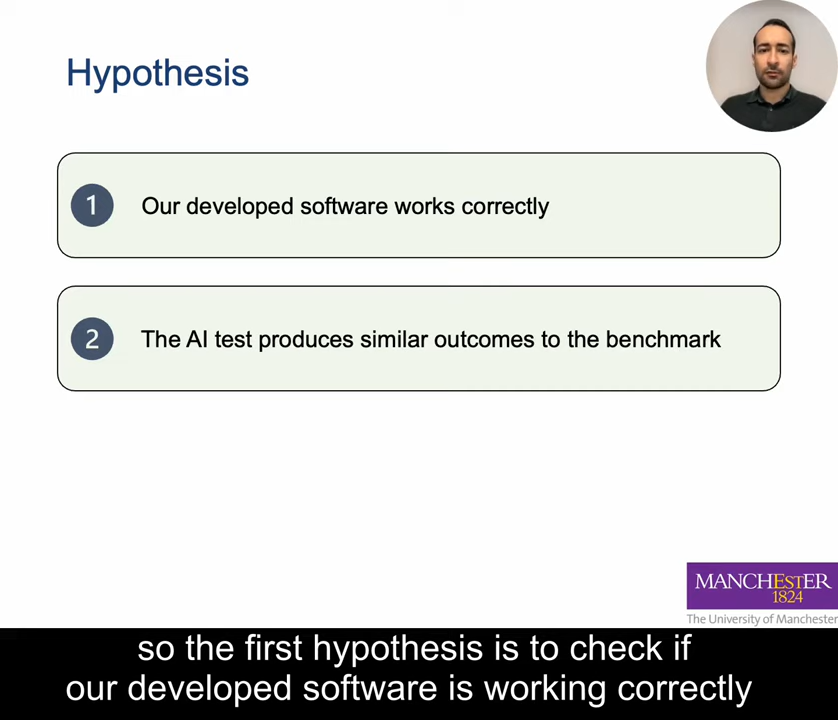 Hypothesis
1 Our developed software works correctly
2 The AI test produces similar outcomes to the benchmark
MANCHESTER
1824
The University of Manchester
so the first hypothesis is to check if
our developed software is working correctly